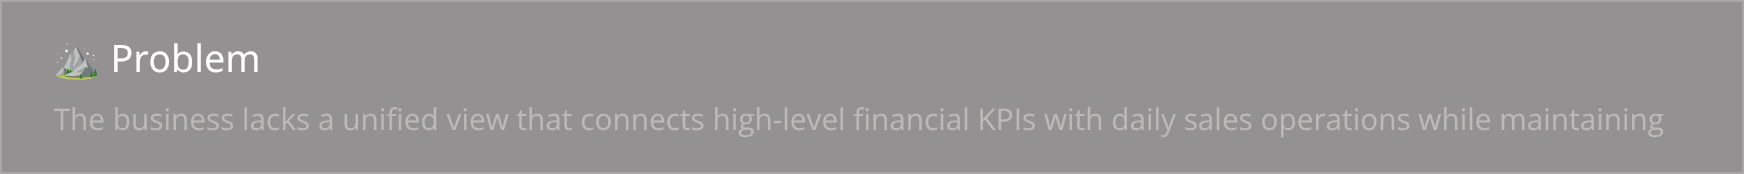 Problem
The business lacks a unified view that connects high-level financial KPIs with daily sales operations while maintaining